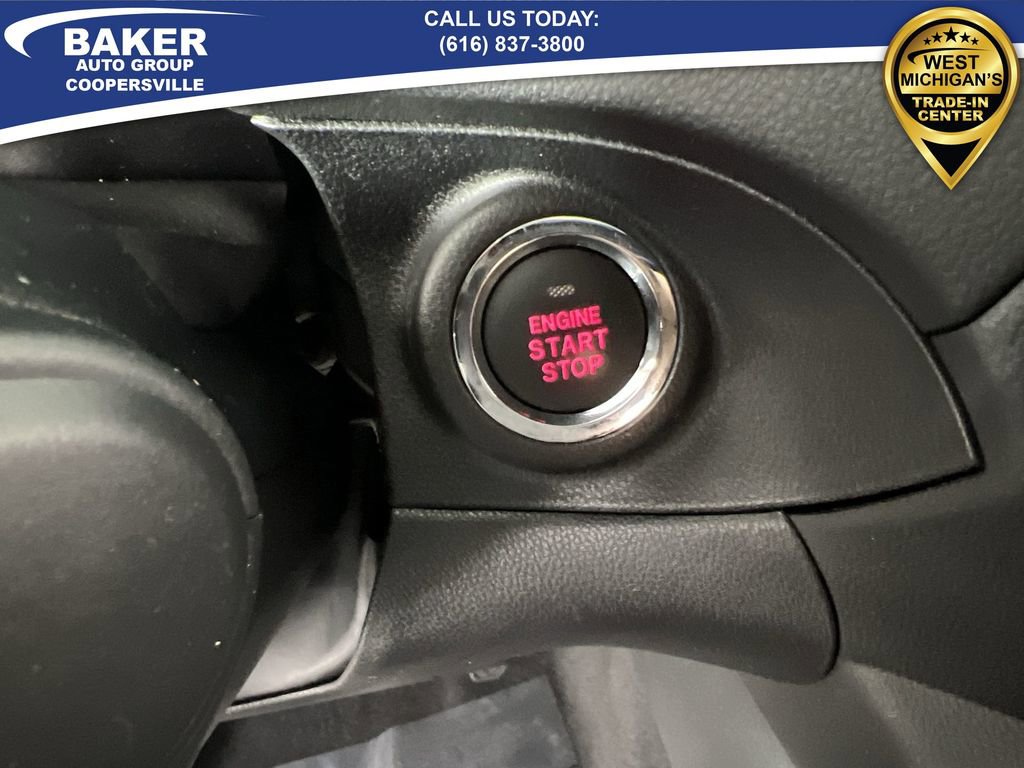 BAKER
AUTO GROUP
COOPERSVILLE
CALL US TODAY:
(616) 837-3800
WEST
MICHIGAN'S
TRADE-IN
CENTER
ENGINE
START
STOP